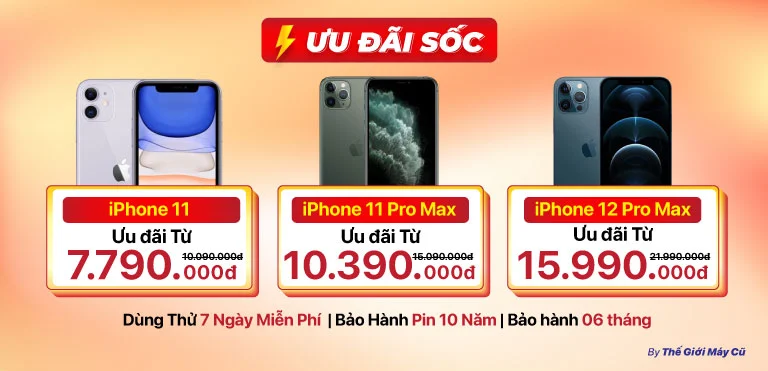 ƯU ĐÃI SỐC
iPhone 11
Ưu đãi Từ
10.090.000đ
7.790.000đ
iPhone 11 Pro Max
Ưu đãi Từ
15.090.000đ
10.390.000đ
iPhone 12 Pro Max
Ưu đãi Từ
21.990.000đ
15.990.000đ
Dùng Thử 7 Ngày Miễn Phí | Bảo Hành Pin 10 Năm | Bảo hành 06 tháng
By Thế Giới Máy Cũ